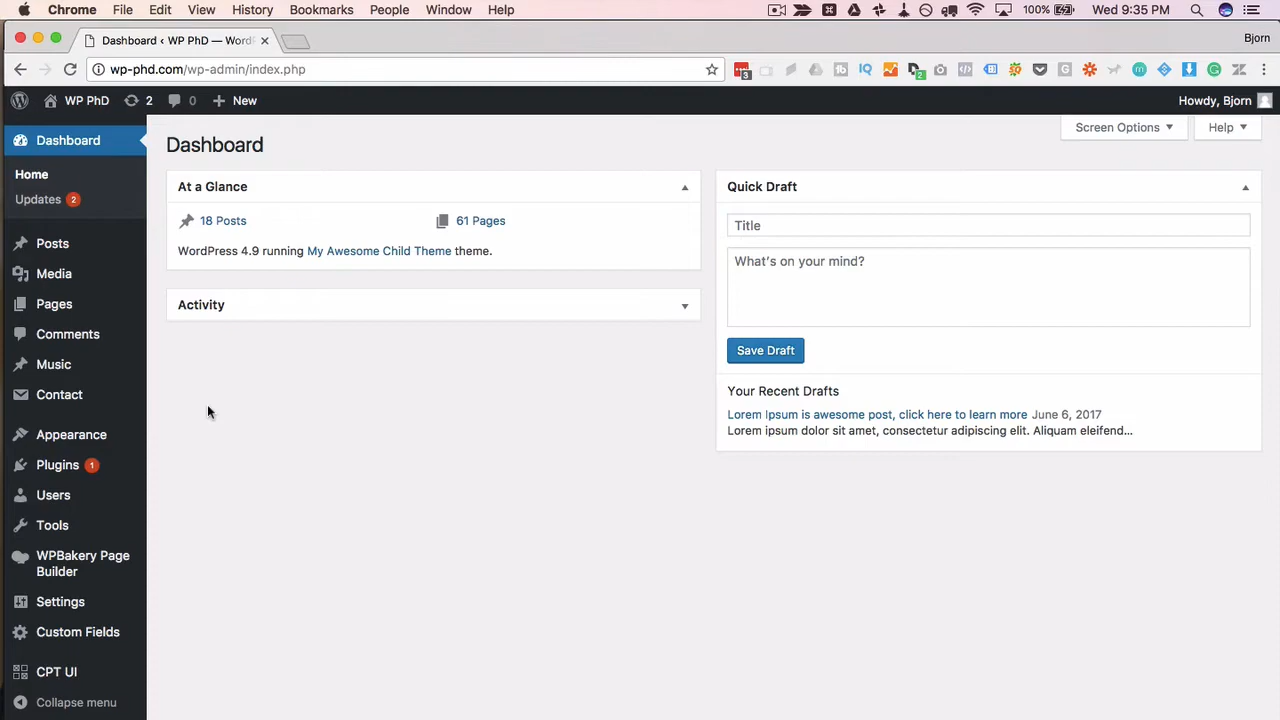 Chrome File Edit View History Bookmarks People Window Help 100% Wed 9:35 PM
Dashboard ‹ WP PhD — Word Bjorn
wp-phd.com/wp-admin/index.php 3 2
WP PhD 2 0 New Howdy, Bjorn
Screen Options Help
Dashboard
Home
Updates 2
Posts
Media
Pages
Comments
Music
Contact
Appearance
Plugins 1
Users
Tools
WPBakery Page
Builder
Settings
Custom Fields
CPT UI
Collapse menu
Dashboard
At a Glance
18 Posts 61 Pages
WordPress 4.9 running My Awesome Child Theme theme.
Activity
Quick Draft
Title
What's on your mind?
Save Draft
Your Recent Drafts
Lorem Ipsum is awesome post, click here to learn more June 6, 2017
Lorem ipsum dolor sit amet, consectetur adipiscing elit. Aliquam eleifend...